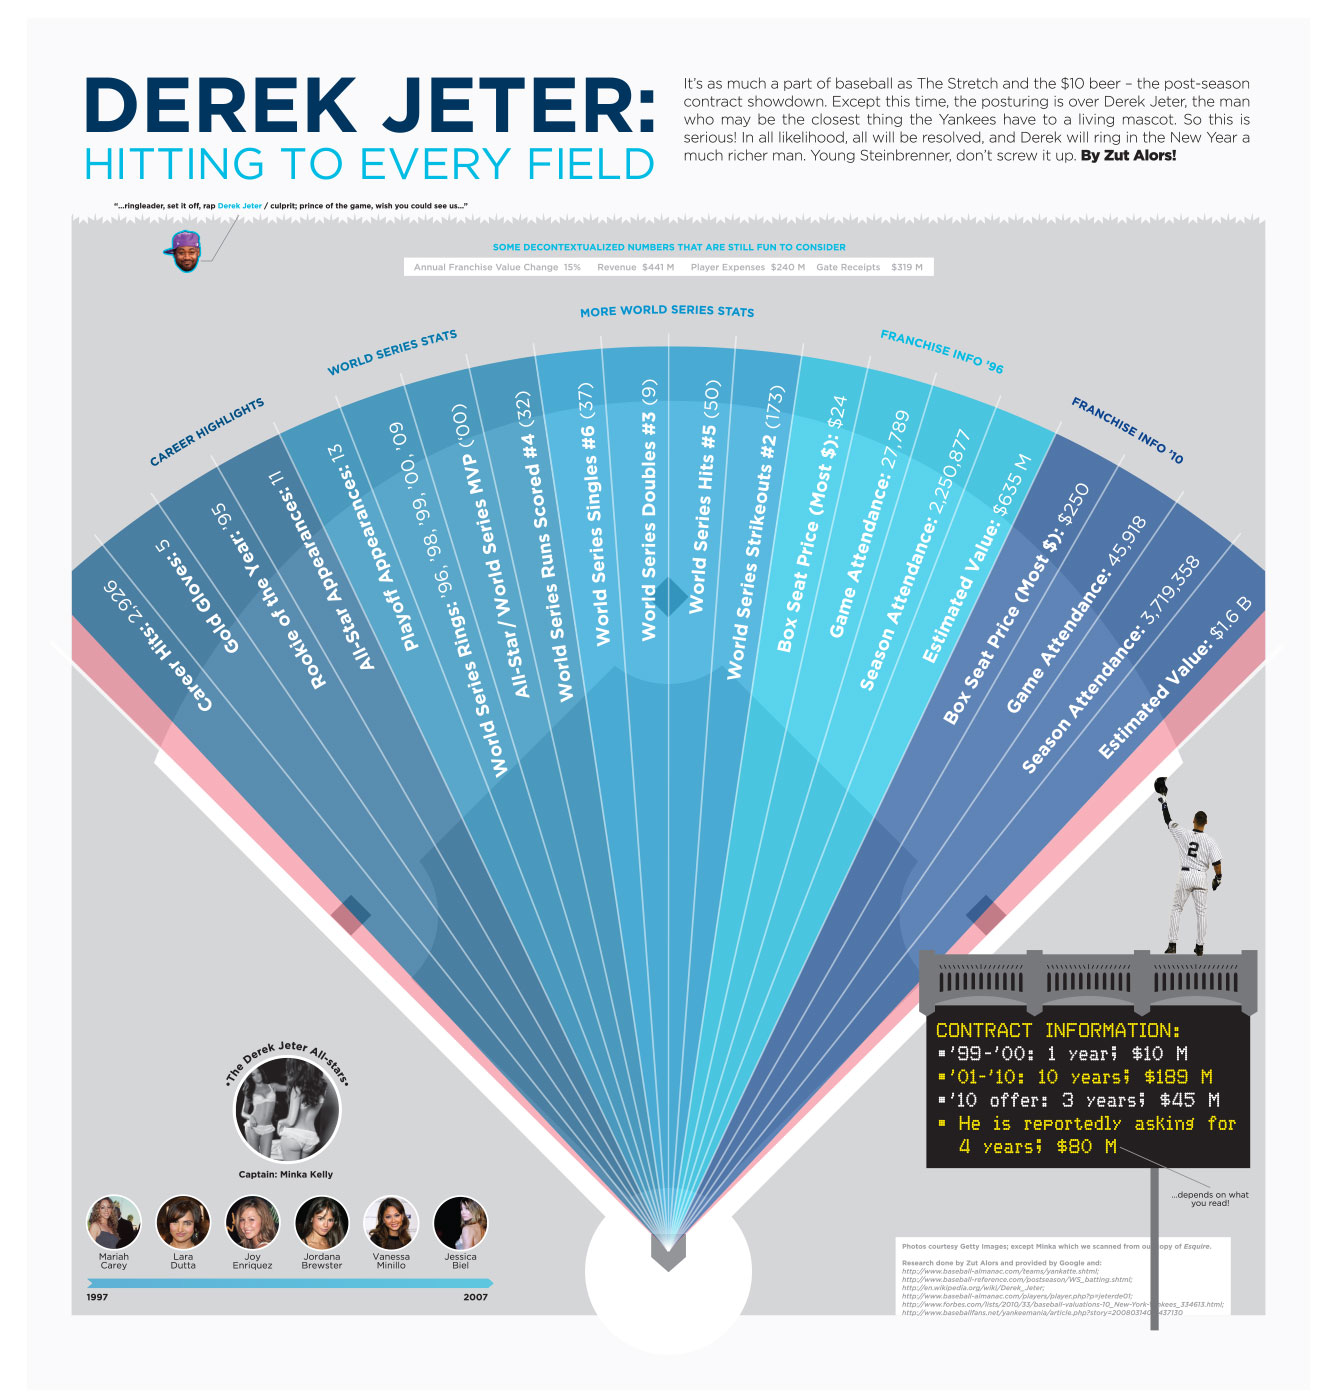 DEREK JETER:
HITTING TO EVERY FIELD
It's as much a part of baseball as The Stretch and the $10 beer – the post-season
contract showdown. Except this time, the posturing is over Derek Jeter, the man
who may be the closest thing the Yankees have to a living mascot. So this is
serious! In all likelihood, all will be resolved, and Derek will ring in the New Year a
much richer man. Young Steinbrenner, don't screw it up. By Zut Alors!
"...ringleader, set it off, rap Derek Jeter / culprit; prince of the game, wish you could see us..."
SOME DECONTEXTUALIZED NUMBERS THAT ARE STILL FUN TO CONSIDER
Annual Franchise Value Change 15% Revenue $441 M Player Expenses $240 M Gate Receipts $319 M
CAREER HIGHLIGHTS
WORLD SERIES STATS
MORE WORLD SERIES STATS
FRANCHISE INFO '96
FRANCHISE INFO '10
Career Hits: 2,926
Gold Gloves: 5
Rookie of the Year: '95
All-Star Appearances: 11
Playoff Appearances: 13
World Series Rings: '96, '98, '99, '00, '09
All-Star / World Series MVP ('00)
World Series Runs Scored #4 (32)
World Series Singles #6 (37)
World Series Doubles #3 (9)
World Series Hits #5 (50)
World Series Strikeouts #2 (173)
Box Seat Price (Most $): $24
Game Attendance: 27,789
Season Attendance: 2,250,877
Estimated Value: $635 M
Box Seat Price (Most $): $250
Game Attendance: 45,918
Season Attendance: 3,719,358
Estimated Value: $1.6 B
2
CONTRACT INFORMATION:
▪'99-'00: 1 year; $10 M
▪'01-'10: 10 years; $189 M
▪'10 offer: 3 years; $45 M
▪ He is reportedly asking for
4 years; $80 M
...depends on what
you read!
•The Derek Jeter All-stars•
Captain: Minka Kelly
Mariah
Carey
Lara
Dutta
Joy
Enriquez
Jordana
Brewster
Vanessa
Minillo
Jessica
Biel
1997
2007
Photos courtesy Getty Images; except Minka which we scanned from our copy of Esquire.
Research done by Zut Alors and provided by Google and:
http://www.baseball-almanac.com/teams/yankatte.shtml;
http://www.baseball-reference.com/postseason/WS_batting.shtml;
http://en.wikipedia.org/wiki/Derek_Jeter;
http://www.baseball-almanac.com/players/player.php?p=jeterde01;
http://www.forbes.com/lists/2010/33/baseball-valuations-10_New-York-Yankees_334613.html;